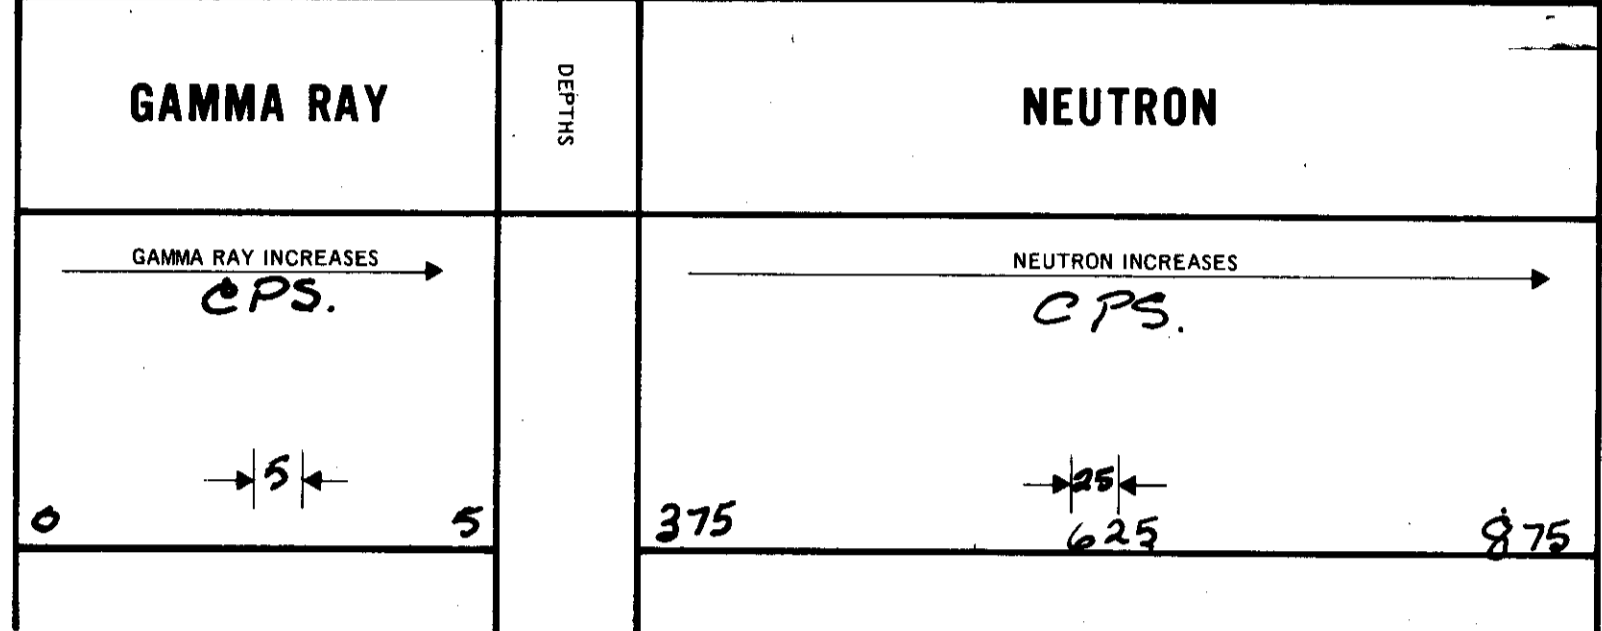 GAMMA RAY
DEPTHS
NEUTRON
GAMMA RAY INCREASES
CPS.
5
0 5
NEUTRON INCREASES
CPS.
25
375 625 875